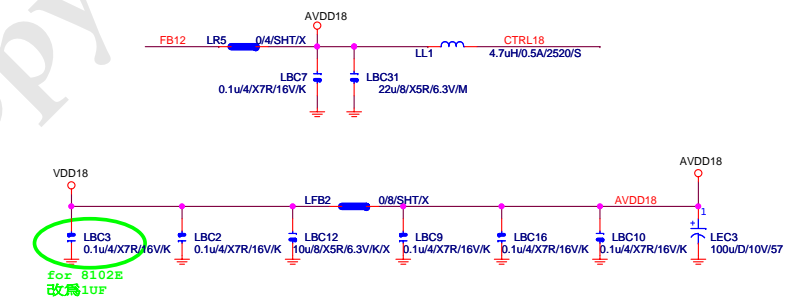 AVDD18
FB12 LR5 0/4/SHT/X CTRL18
LL1 4.7uH/0.5A/2520/S
LBC7 LBC31
0.1u/4/X7R/16V/K 22u/8/X5R/6.3V/M
VDD18 AVDD18
LFB2 0/8/SHT/X AVDD18
1
+
LBC3 LBC2 LBC12 LBC9 LBC16 LBC10 LEC3
0.1u/4/X7R/16V/K 0.1u/4/X7R/16V/K 10u/8/X5R/6.3V/K/X 0.1u/4/X7R/16V/K 0.1u/4/X7R/16V/K 0.1u/4/X7R/16V/K 100u/D/10V/57
for 8102E
改爲1UF